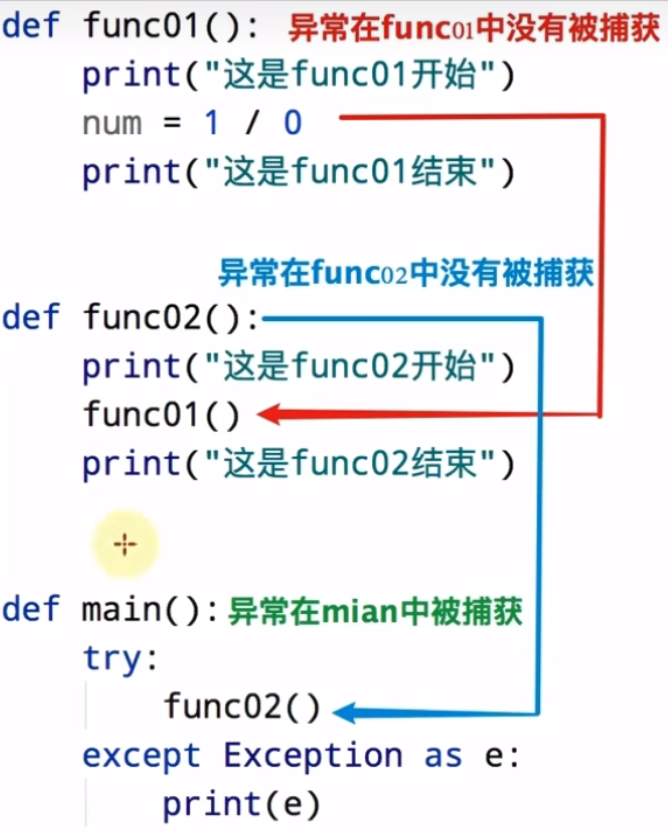 def func01(): 异常在func01中没有被捕获
    print("这是func01开始")
    num = 1 / 0
    print("这是func01结束")
异常在func02中没有被捕获
def func02():
    print("这是func02开始")
    func01()
    print("这是func02结束")
def main(): 异常在mian中被捕获
    try:
        func02()
    except Exception as e:
        print(e)